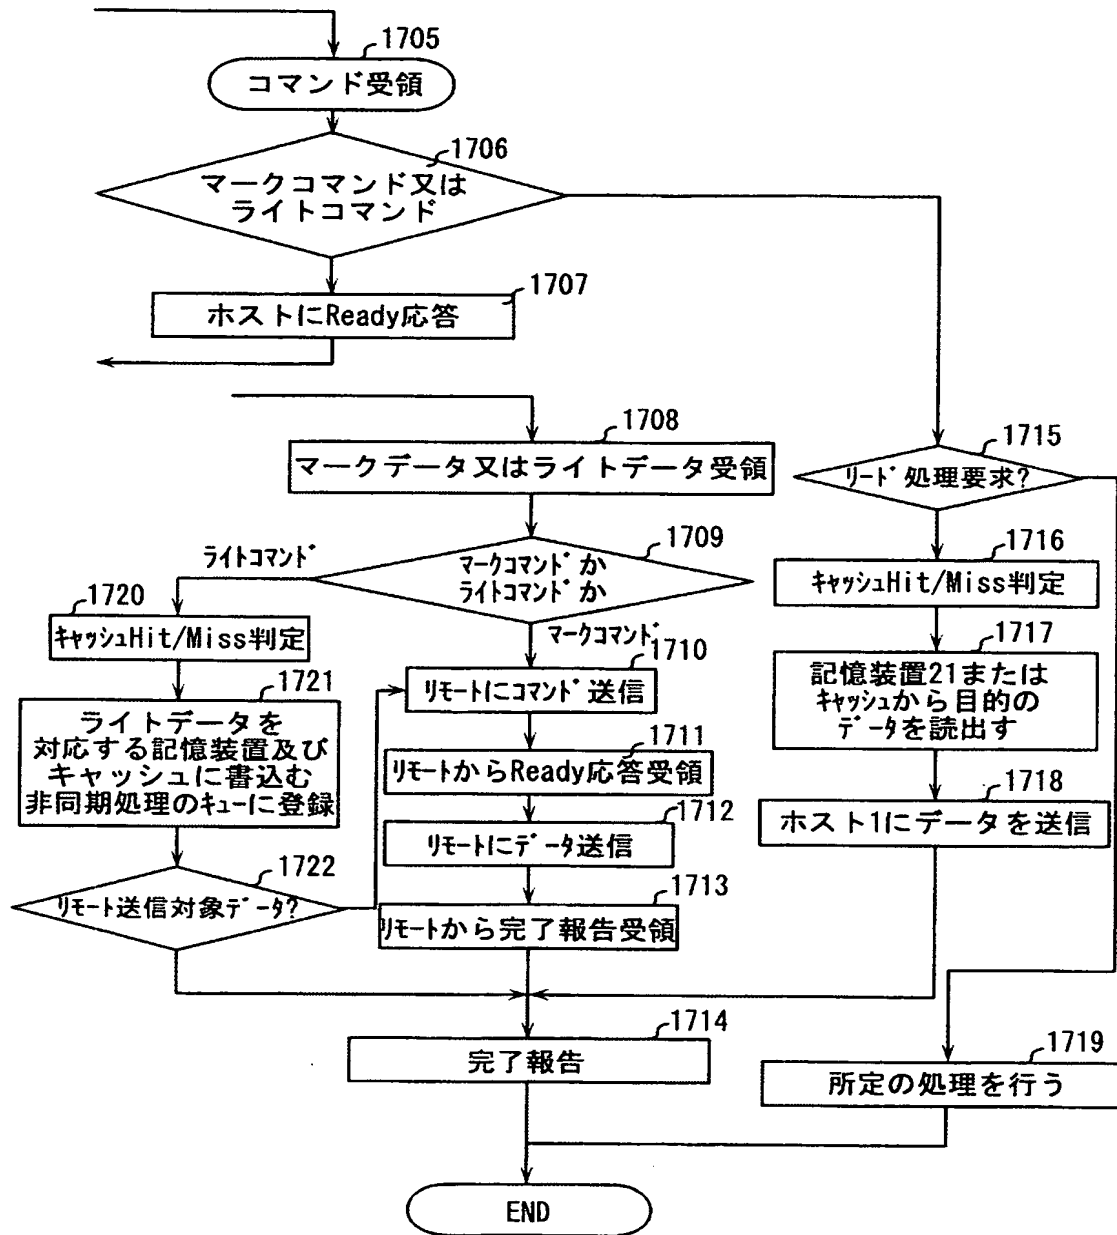 1705
コマンド受領
1706
マークコマンド又は
ライトコマンド
1707
ホストにReady応答
1708
マークデータ又はライトデータ受領
1709
ﾏｰｸｺﾏﾝﾄﾞか
ﾗｲﾄｺﾏﾝﾄﾞか
ﾗｲﾄｺﾏﾝﾄﾞ
ﾏｰｸｺﾏﾝﾄﾞ
1720
ｷｬｯｼｭHit/Miss判定
1721
ライトデータを
対応する記憶装置及び
キャッシュに書込む
非同期処理のｷｭｰに登録
1722
ﾘﾓｰﾄ送信対象ﾃﾞｰﾀ?
1710
ﾘﾓｰﾄにｺﾏﾝﾄﾞ送信
1711
ﾘﾓｰﾄからReady応答受領
1712
ﾘﾓｰﾄにﾃﾞｰﾀ送信
1713
ﾘﾓｰﾄから完了報告受領
1714
完了報告
1715
ﾘｰﾄﾞ処理要求?
1716
ｷｬｯｼｭHit/Miss判定
1717
記憶装置21または
ｷｬｯｼｭから目的の
ﾃﾞｰﾀを読出す
1718
ホスト1にデータを送信
1719
所定の処理を行う
END